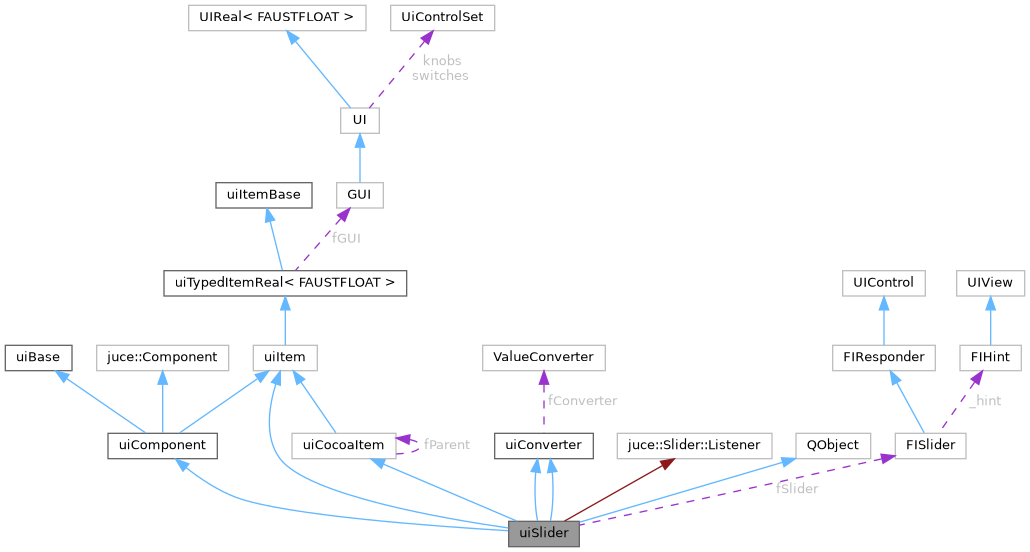 UIReal< FAUSTFLOAT >
UiControlSet
knobs
switches
UI
uiItemBase
GUI
fGUI
uiTypedItemReal< FAUSTFLOAT >
UIControl
UIView
uiBase
juce::Component
uiItem
ValueConverter
FIResponder
FIHint
fConverter
_hint
uiComponent
uiCocoaItem
fParent
uiConverter
juce::Slider::Listener
QObject
FISlider
fSlider
uiSlider